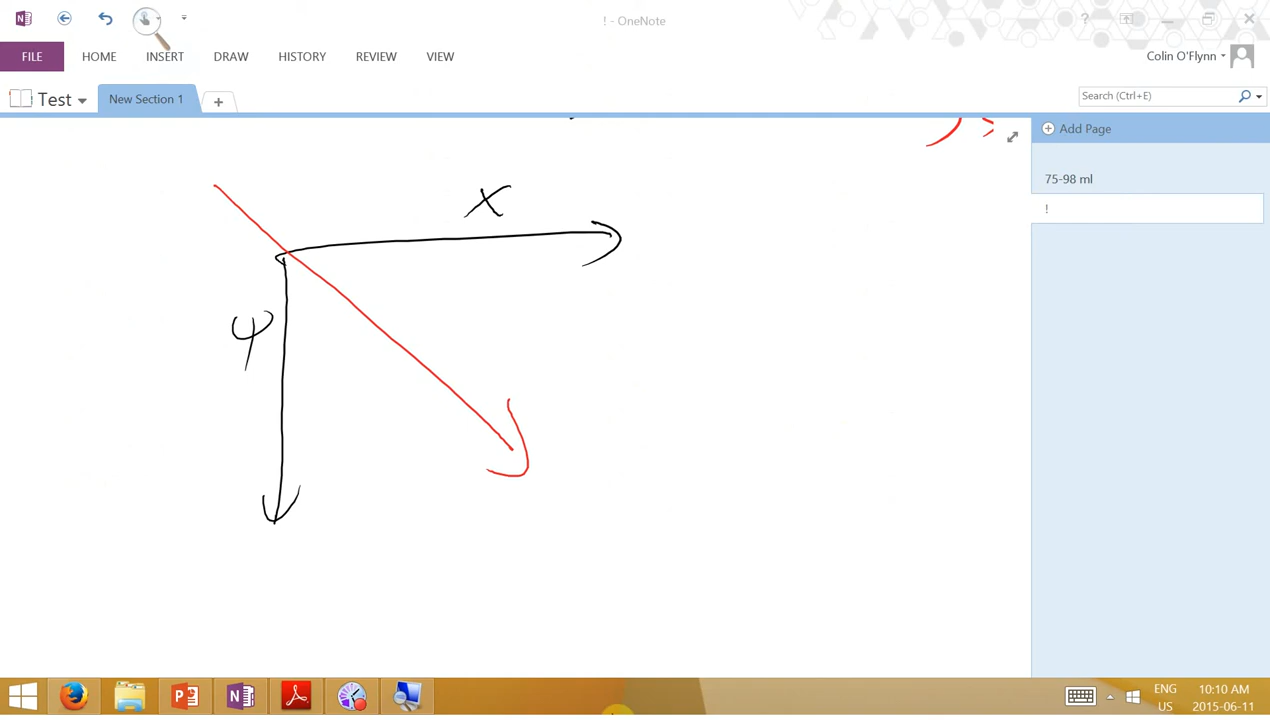 ! - OneNote
?
FILE HOME INSERT DRAW HISTORY REVIEW VIEW
Colin O'Flynn
Test
New Section 1
Search (Ctrl+E)
Add Page
75-98 ml
!
x
y
ENG
US
10:10 AM
2015-06-11